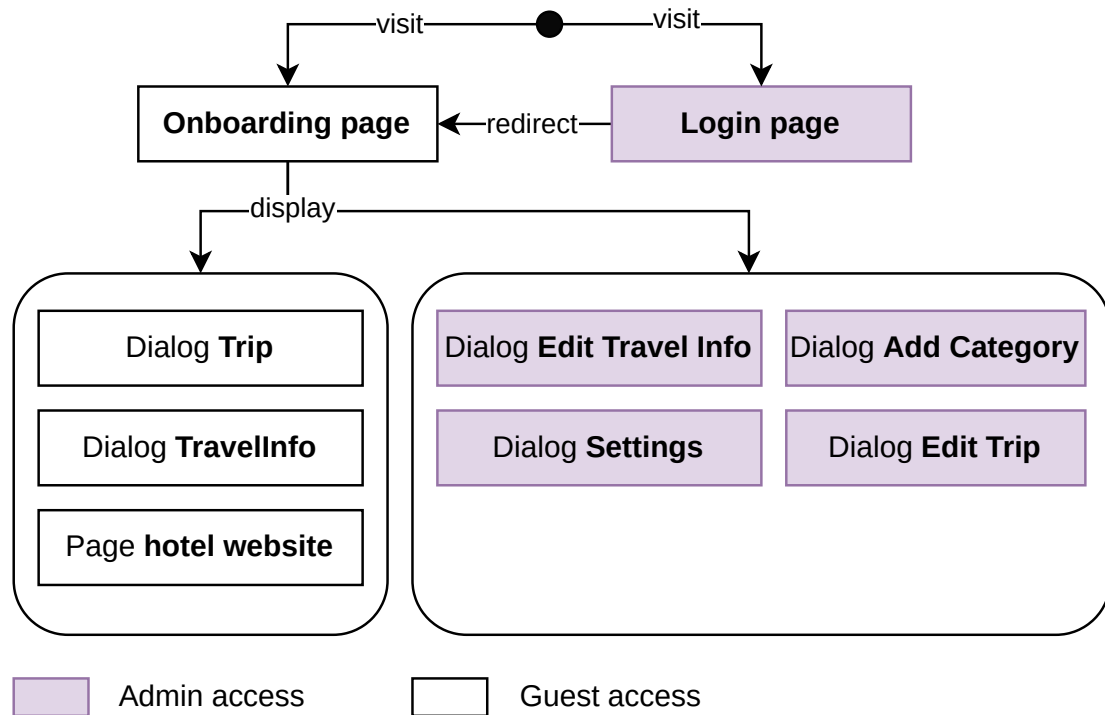 visit
visit
Onboarding page
redirect
Login page
display
Dialog Trip
Dialog Edit Travel Info
Dialog Add Category
Dialog TravelInfo
Dialog Settings
Dialog Edit Trip
Page hotel website
Admin access
Guest access